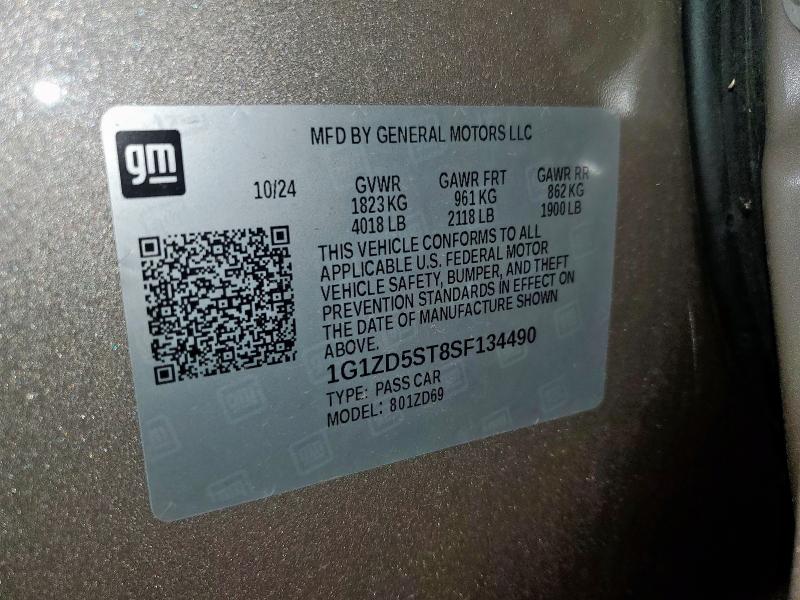 gm
MFD BY GENERAL MOTORS LLC
10/24
GVWR
1823 KG
4018 LB
GAWR FRT
961 KG
2118 LB
GAWR RR
862 KG
1900 LB
THIS VEHICLE CONFORMS TO ALL
APPLICABLE U.S. FEDERAL MOTOR
VEHICLE SAFETY, BUMPER, AND THEFT
PREVENTION STANDARDS IN EFFECT ON
THE DATE OF MANUFACTURE SHOWN
ABOVE.
1G1ZD5ST8SF134490
TYPE: PASS CAR
MODEL: 801ZD69